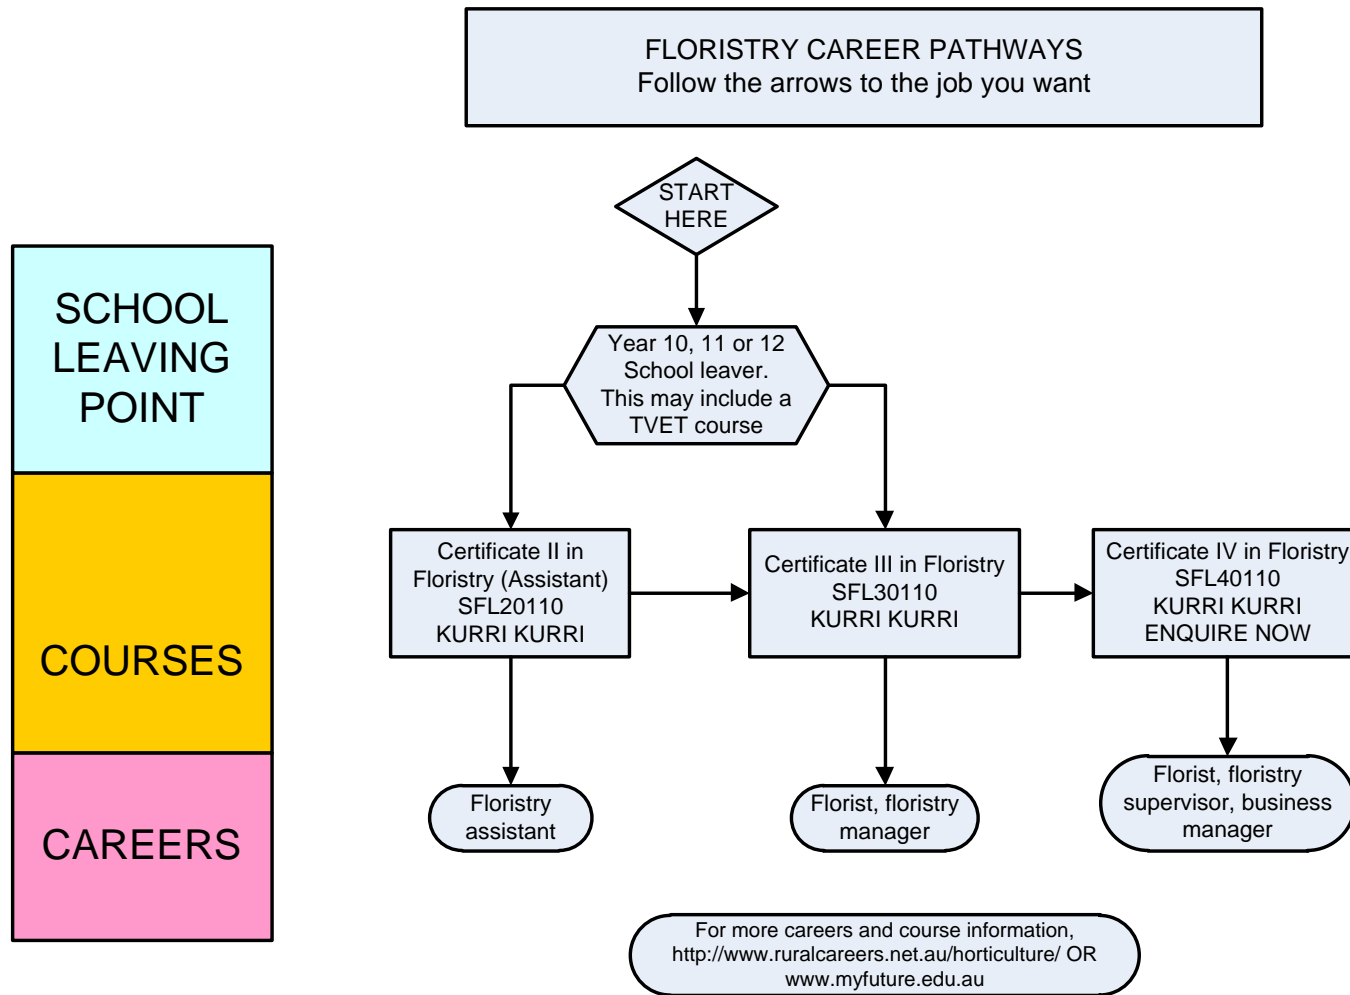 FLORISTRY CAREER PATHWAYS
Follow the arrows to the job you want
START
HERE
SCHOOL
LEAVING
POINT
Year 10, 11 or 12
School leaver.
This may include a
TVET course
COURSES
Certificate II in
Floristry (Assistant)
SFL20110
KURRI KURRI
Certificate III in Floristry
SFL30110
KURRI KURRI
Certificate IV in Floristry
SFL40110
KURRI KURRI
ENQUIRE NOW
CAREERS
Floristry
assistant
Florist, floristry
manager
Florist, floristry
supervisor, business
manager
For more careers and course information,
http://www.ruralcareers.net.au/horticulture/ OR
www.myfuture.edu.au